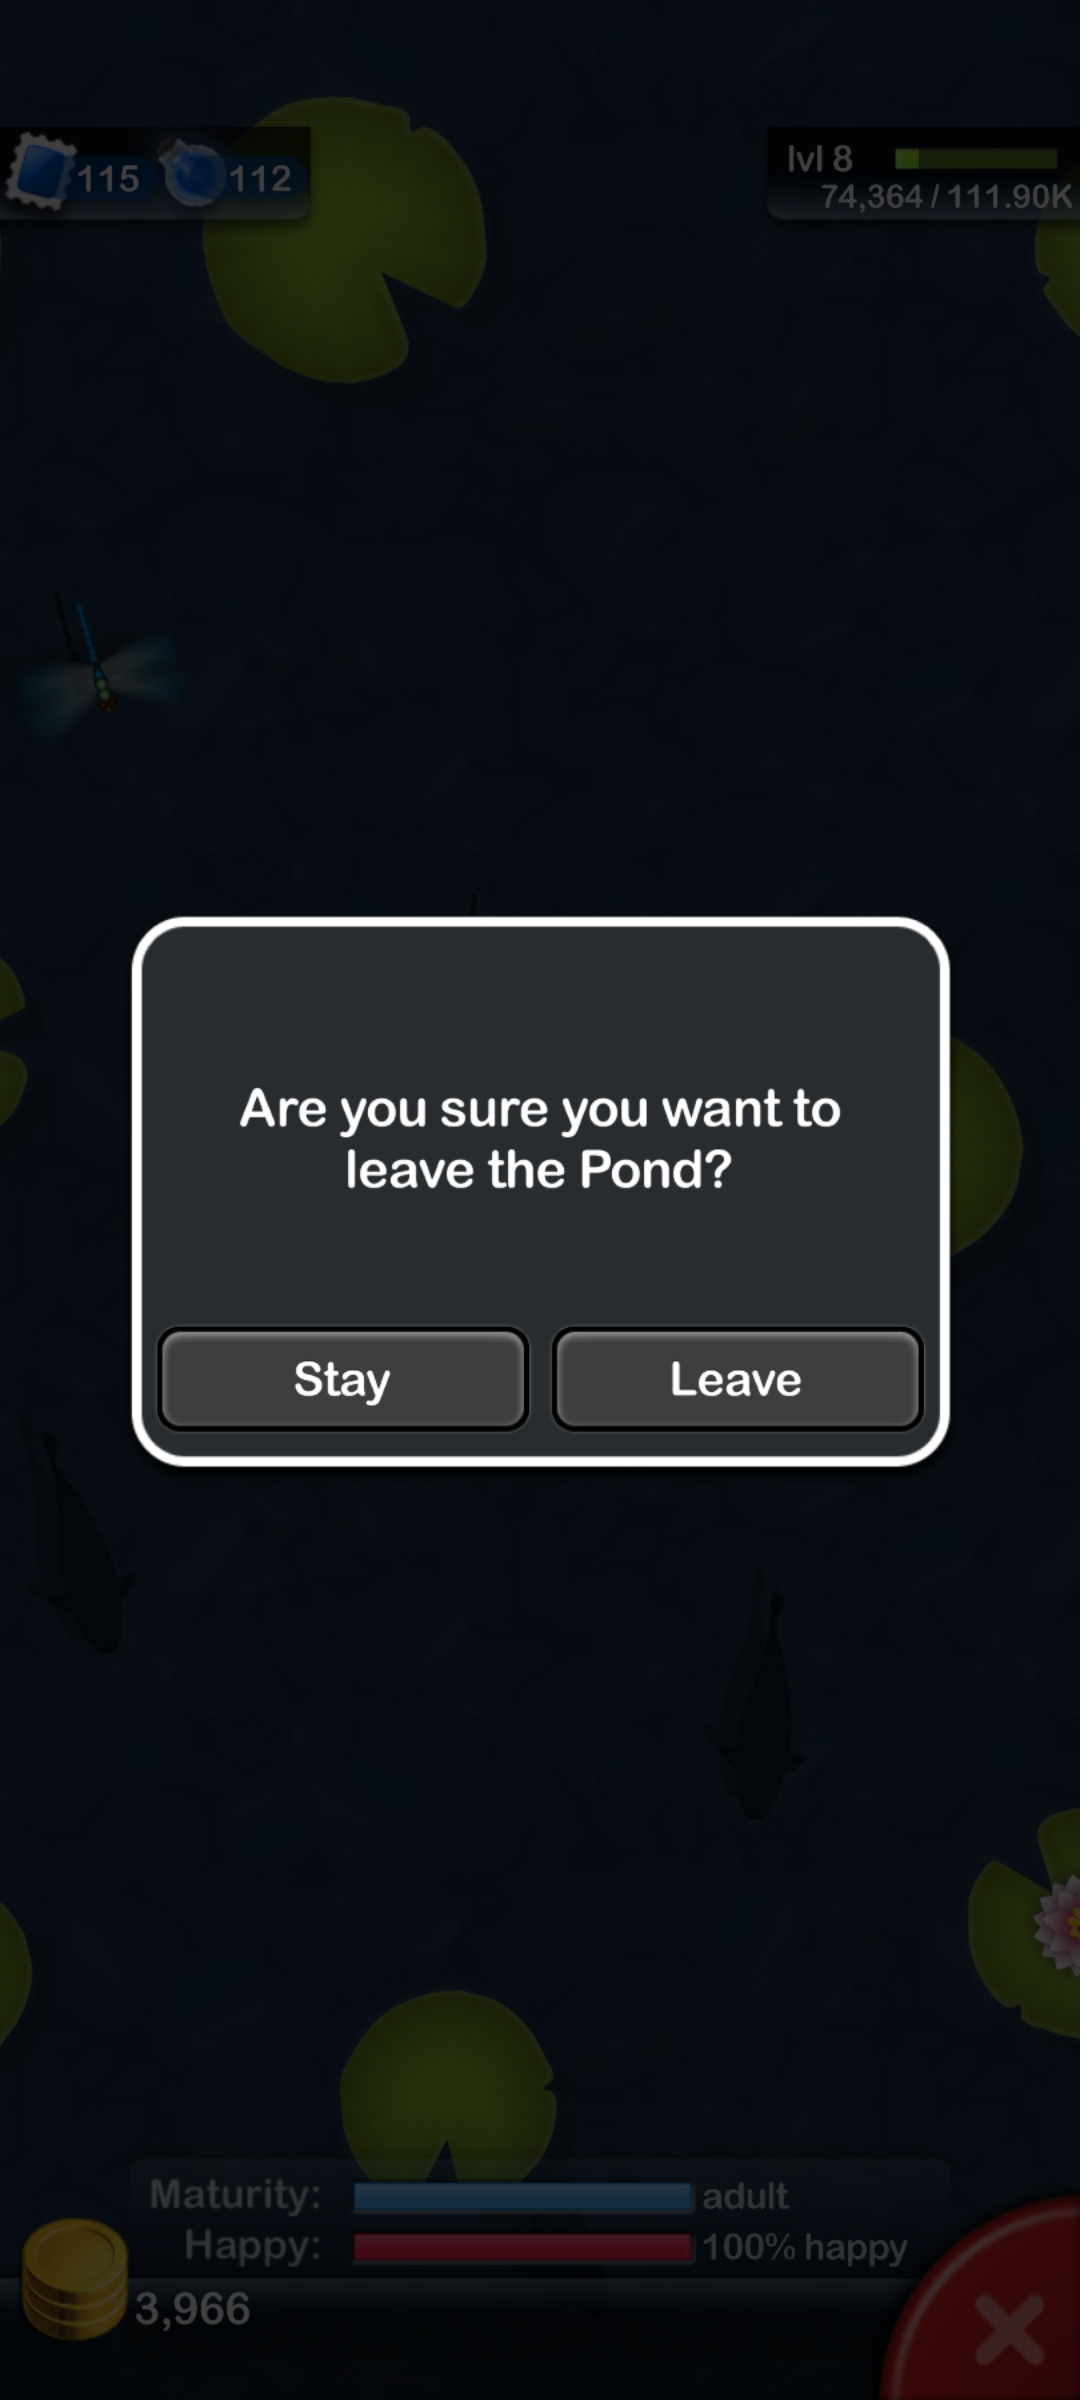 115
112
lvl 8
74,364 / 111.90K
Are you sure you want to
leave the Pond?
Stay
Leave
Maturity:
adult
Happy:
100% happy
3,966